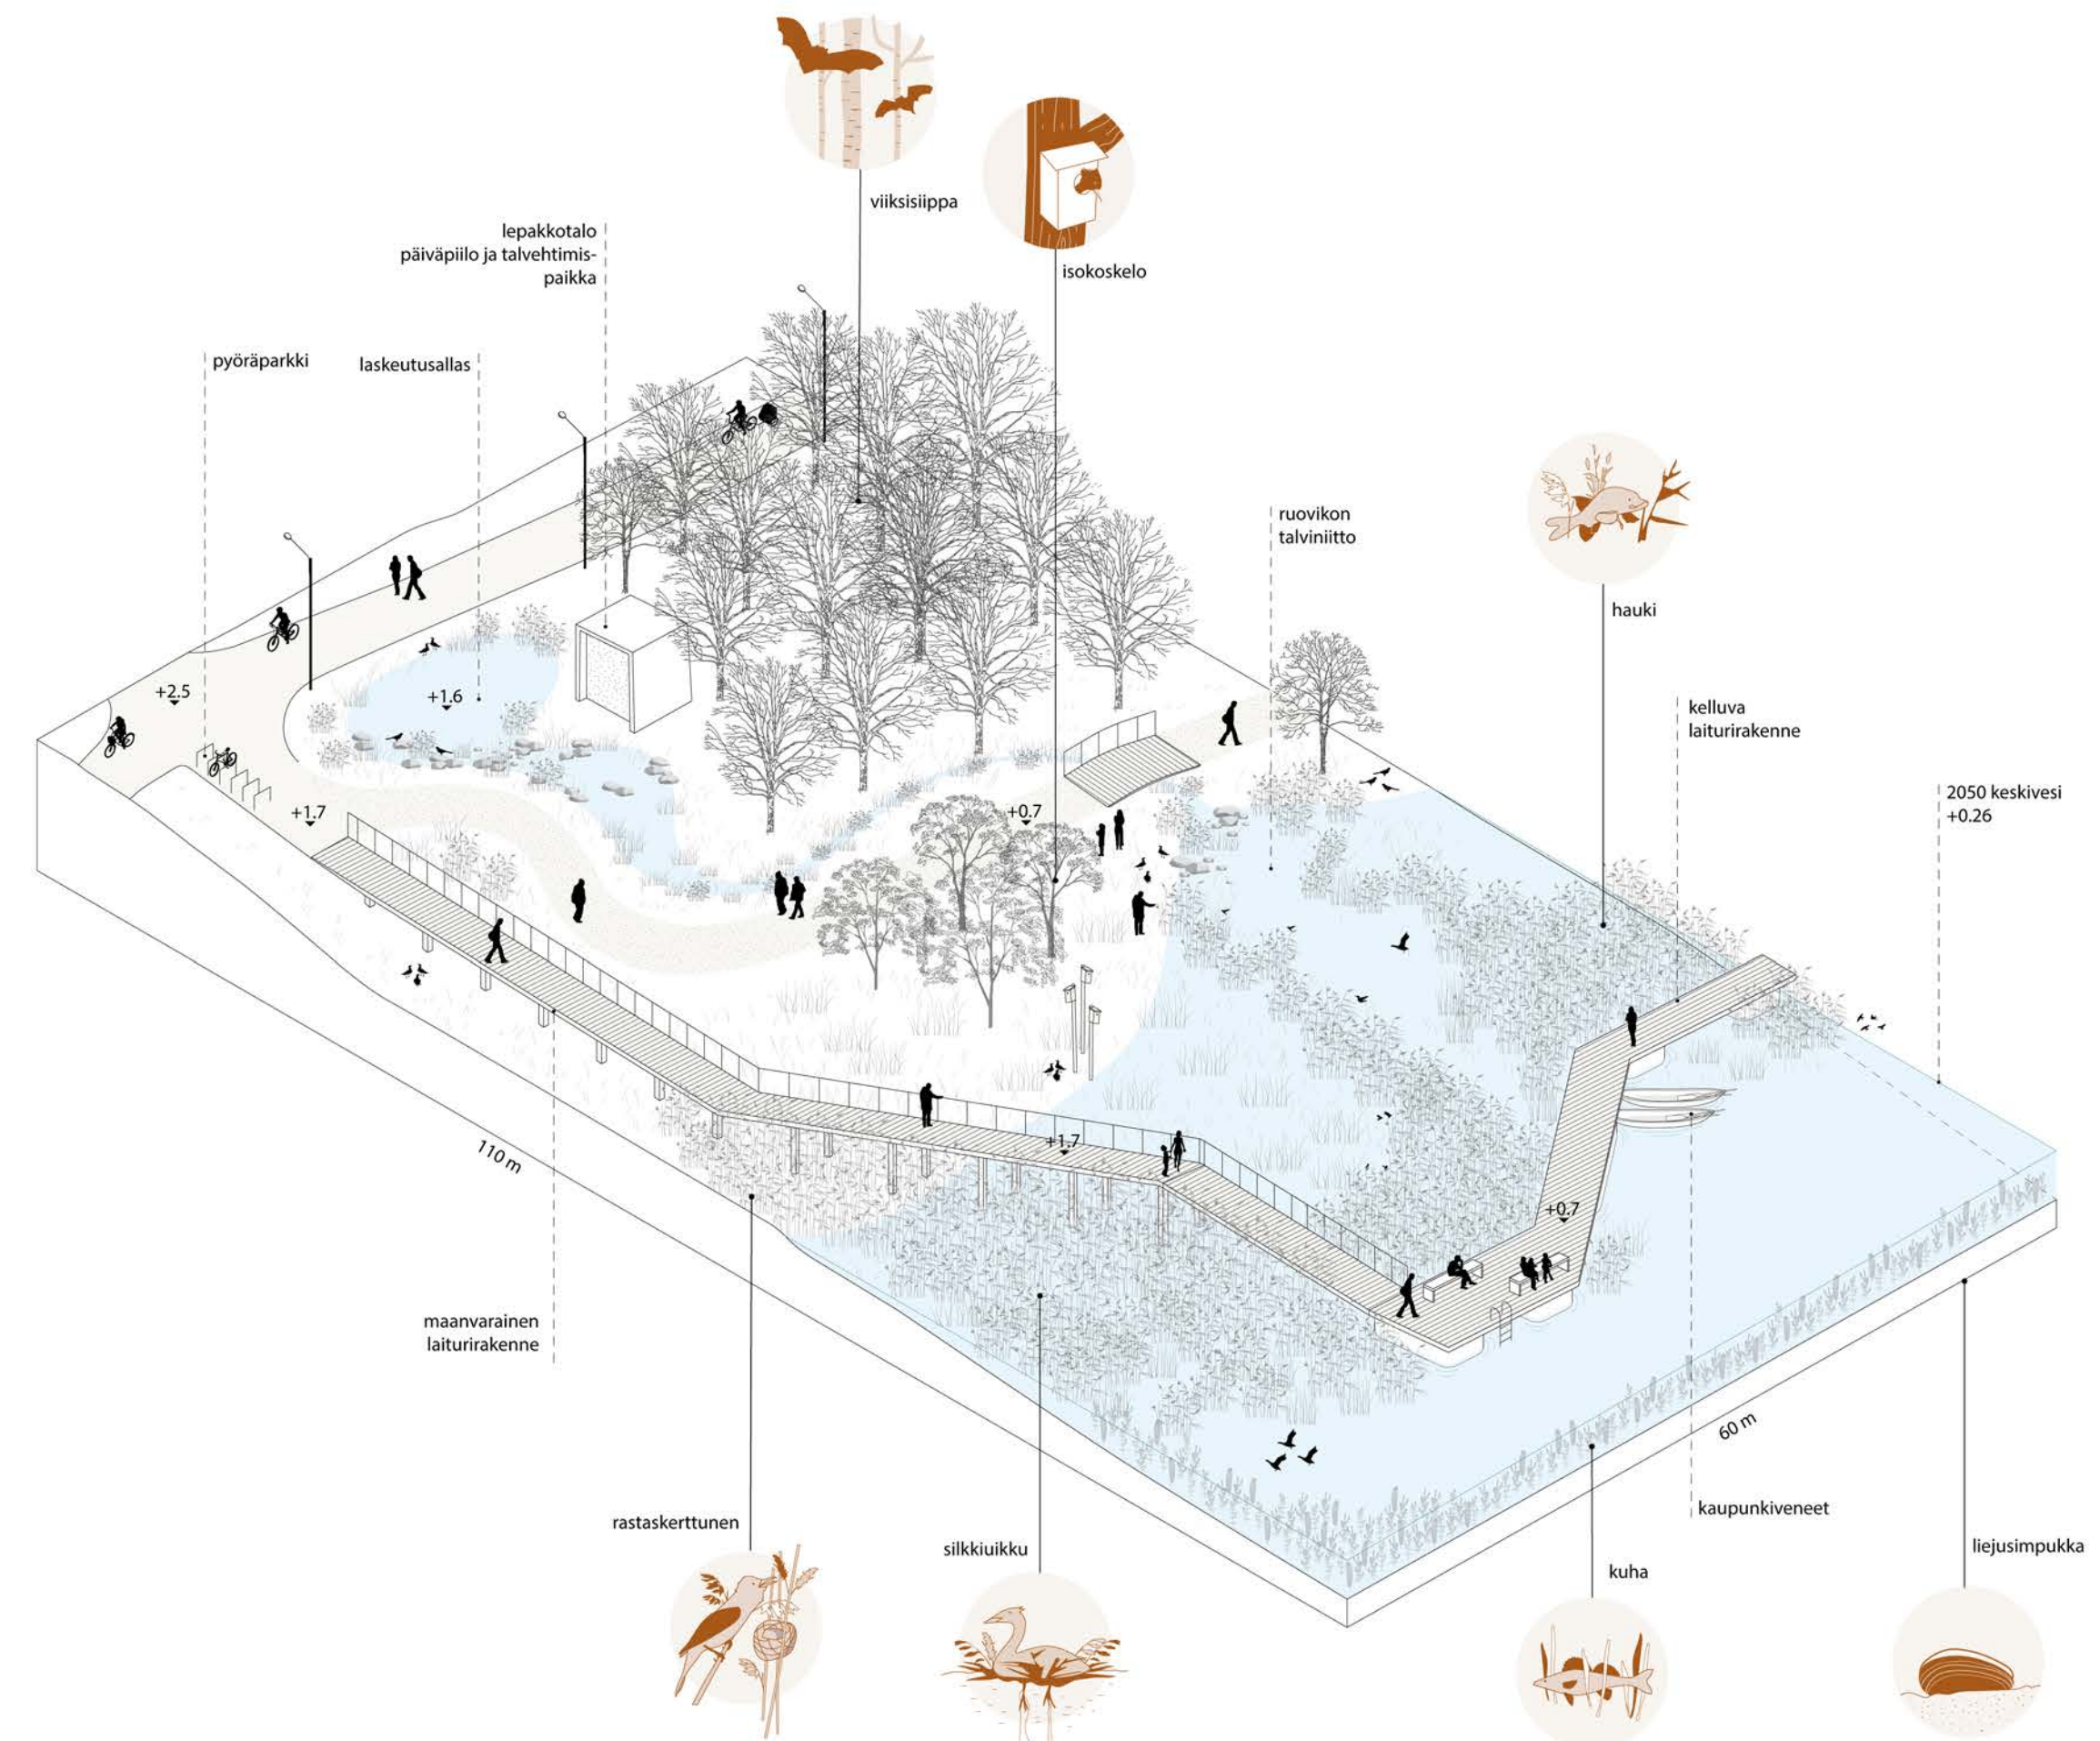 viiksisiippa
lepakkotalo
päiväpiilo ja talvehtimis-
paikka
isokoskelo
pyöräparkki
laskeutusallas
ruovikon
talviniitto
hauki
+2.5
+1.6
kelluva
laiturirakenne
2050 keskivesi
+0.26
+1.7
+0.7
+1.7
110 m
+0.7
maanvarainen
laiturirakenne
60 m
kaupunkiveneet
rastaskerttunen
silkkiuikku
kuha
liejusimpukka